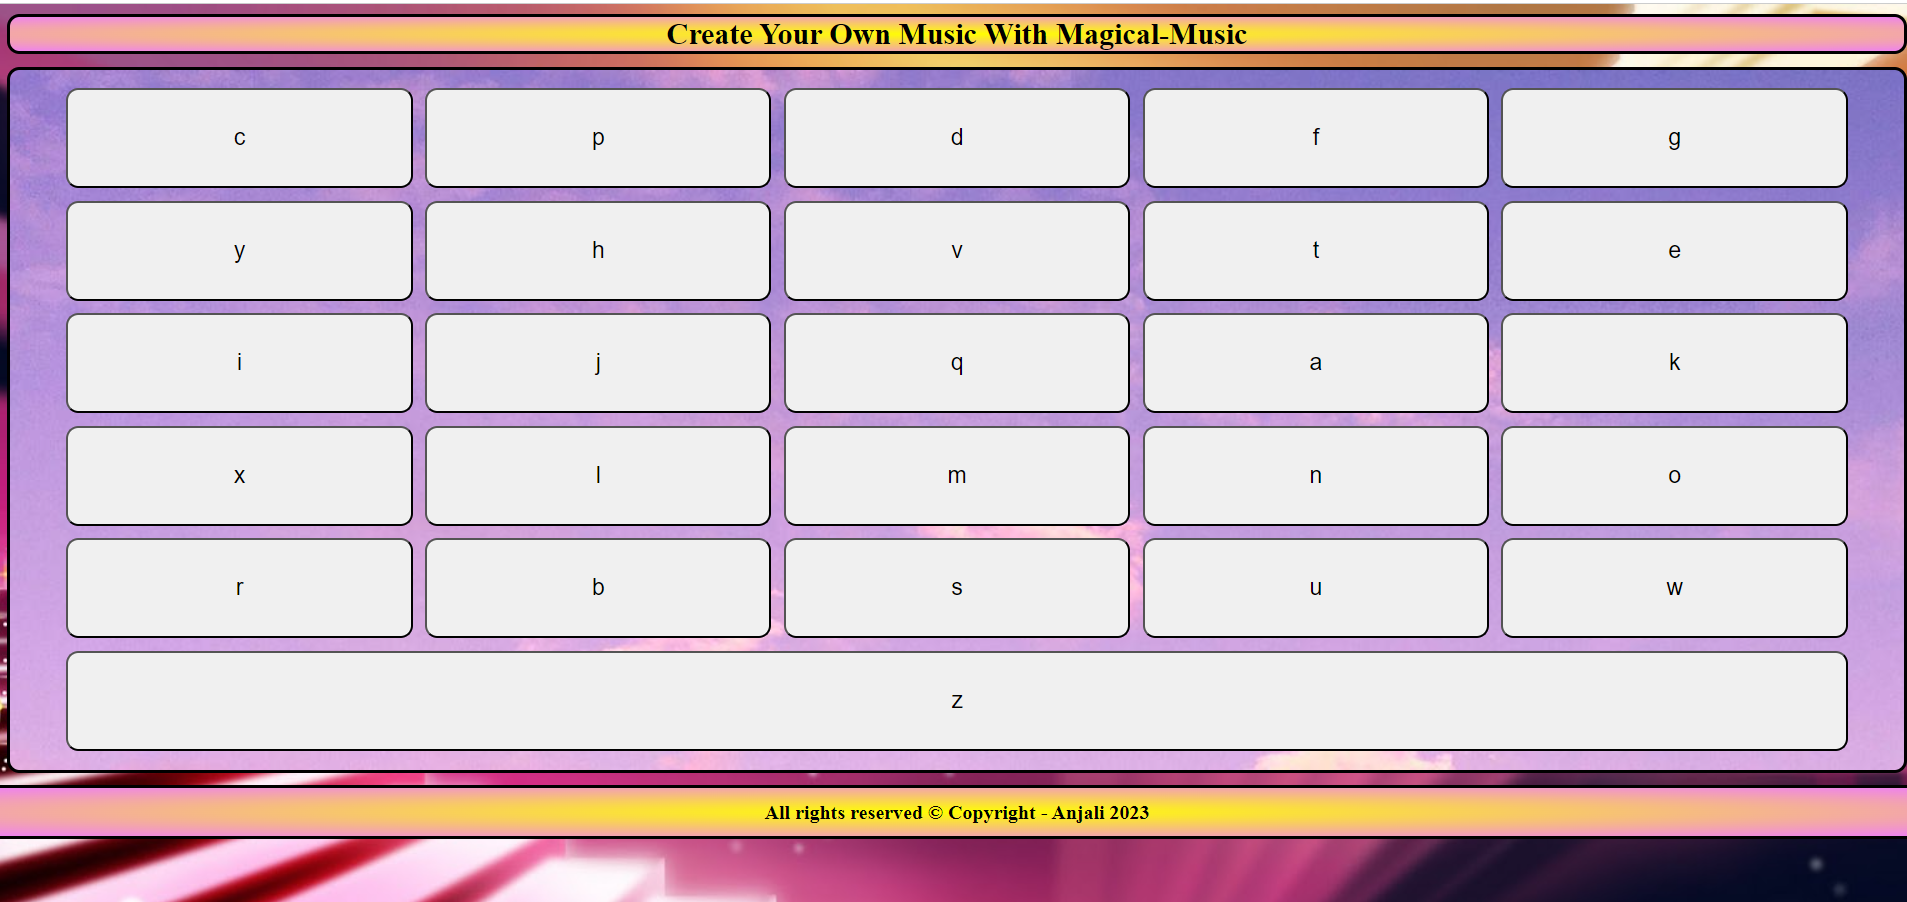 Create Your Own Music With Magical-Music
c p d f g
y h v t e
i j q a k
x l m n o
r b s u w
z
All rights reserved © Copyright - Anjali 2023